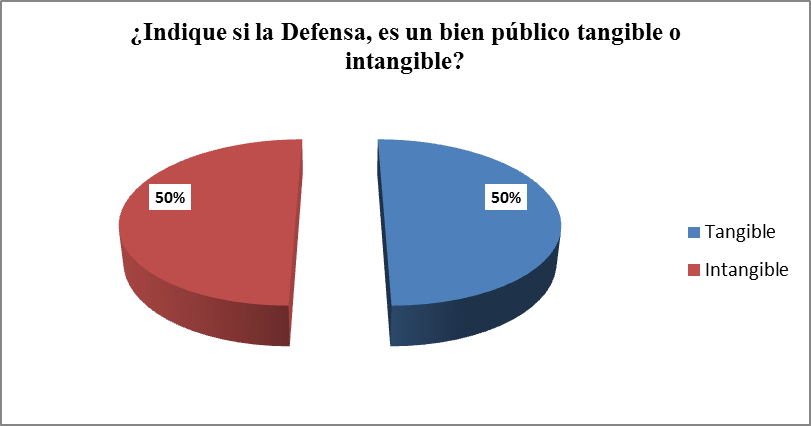 ¿Indique si la Defensa, es un bien público tangible o
intangible?
50%
50%
Tangible
Intangible